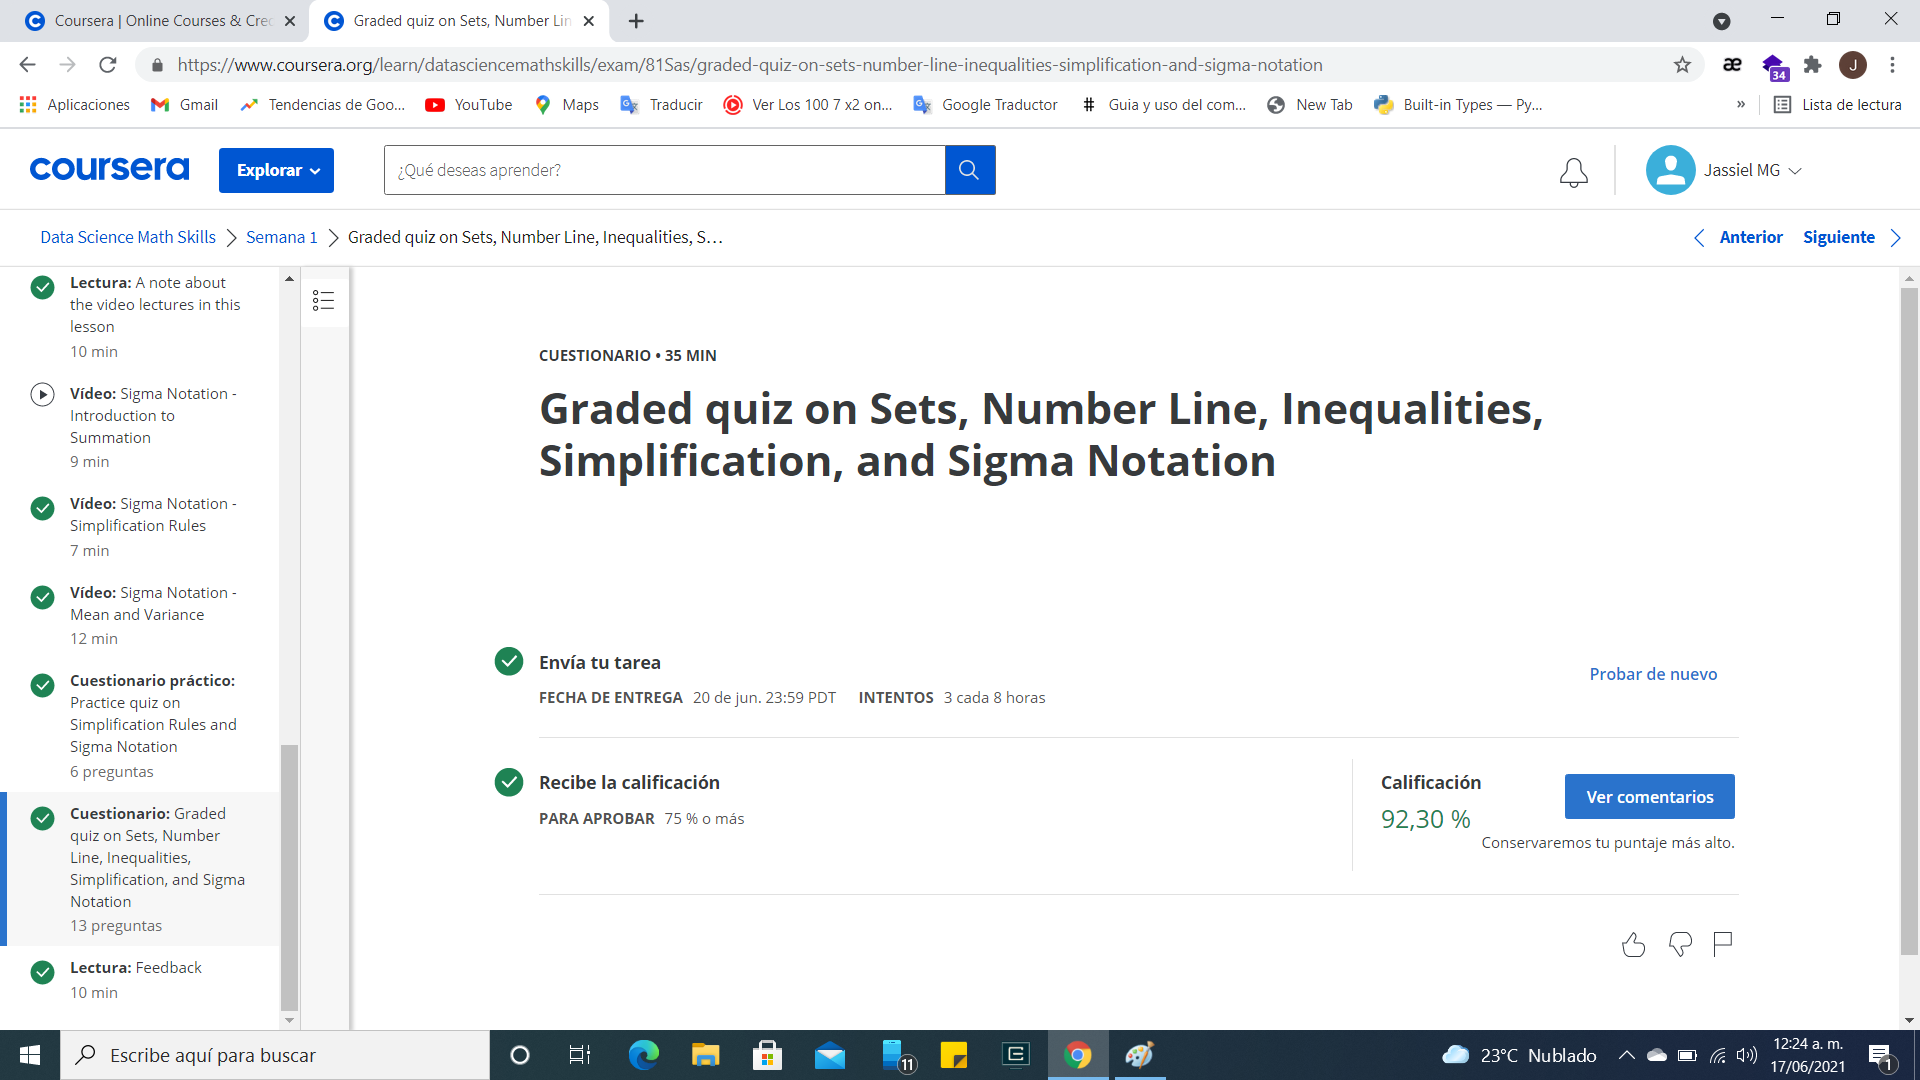 Coursera | Online Courses & Cred
Graded quiz on Sets, Number Lin
https://www.coursera.org/learn/datasciencemathskills/exam/81Sas/graded-quiz-on-sets-number-line-inequalities-simplification-and-sigma-notation
æ
34
J
Aplicaciones
Gmail
Tendencias de Goo...
YouTube
Maps
Traducir
Ver Los 100 7 x2 on...
Google Traductor
# Guia y uso del com...
New Tab
Built-in Types — Py...
»
Lista de lectura
coursera
Explorar
¿Qué deseas aprender?
Jassiel MG
Data Science Math Skills
Semana 1
Graded quiz on Sets, Number Line, Inequalities, S...
Anterior
Siguiente
Lectura: A note about
the video lectures in this
lesson
10 min
Vídeo: Sigma Notation -
Introduction to
Summation
9 min
Vídeo: Sigma Notation -
Simplification Rules
7 min
Vídeo: Sigma Notation -
Mean and Variance
12 min
Cuestionario práctico:
Practice quiz on
Simplification Rules and
Sigma Notation
6 preguntas
Cuestionario: Graded
quiz on Sets, Number
Line, Inequalities,
Simplification, and Sigma
Notation
13 preguntas
Lectura: Feedback
10 min
CUESTIONARIO • 35 MIN
Graded quiz on Sets, Number Line, Inequalities,
Simplification, and Sigma Notation
Envía tu tarea
FECHA DE ENTREGA 20 de jun. 23:59 PDT INTENTOS 3 cada 8 horas
Probar de nuevo
Recibe la calificación
PARA APROBAR 75 % o más
Calificación
92,30 %
Ver comentarios
Conservaremos tu puntaje más alto.
Escribe aquí para buscar
11
23°C Nublado
12:24 a. m.
17/06/2021
1